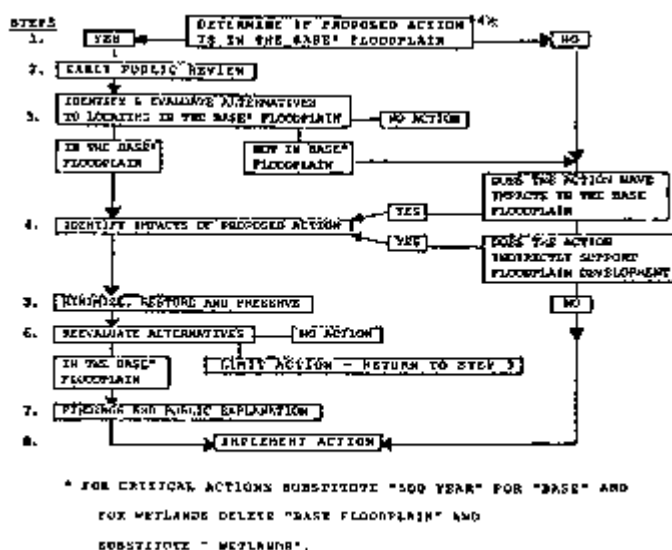 STEPS
1. YES
DETERMINE IF PROPOSED ACTION
IS IN THE BASE* FLOODPLAIN
NO
2. EARLY PUBLIC REVIEW
3. IDENTIFY & EVALUATE ALTERNATIVES
TO LOCATING IN THE BASE* FLOODPLAIN
NO ACTION
IN THE BASE*
FLOODPLAIN
NOT IN BASE*
FLOODPLAIN
DOES THE ACTION HAVE
IMPACTS IN THE BASE
FLOODPLAIN
YES
4. IDENTIFY IMPACTS OF PROPOSED ACTION
YES
DOES THE ACTION
INDIRECTLY SUPPORT
FLOODPLAIN DEVELOPMENT
NO
5. MINIMIZE, RESTORE AND PRESERVE
6. REEVALUATE ALTERNATIVES
NO ACTION
IN THE BASE*
FLOODPLAIN
LIMIT ACTION - RETURN TO STEP 3
7. FINDINGS AND PUBLIC EXPLANATION
8. IMPLEMENT ACTION
* FOR CRITICAL ACTIONS SUBSTITUTE "500 YEAR" FOR "BASE" AND
FOR WETLANDS DELETE "BASE FLOODPLAIN" AND
SUBSTITUTE " WETLANDS".